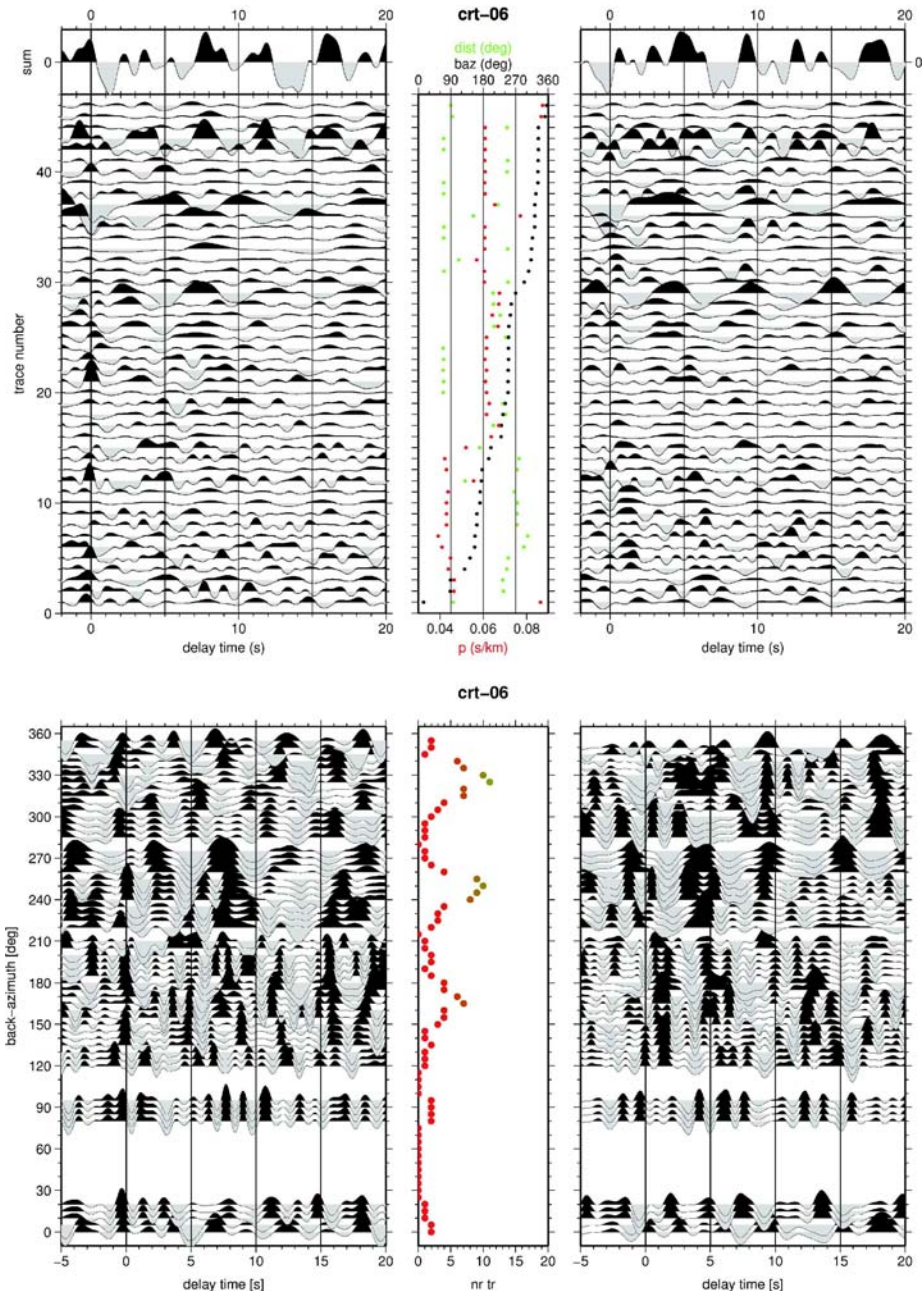 crt-06
0 10 20
dist (deg)
baz (deg)
0 90 180 270 360
0 10 20
sum
0
0
trace number
40
30
20
10
0
0 10 20
delay time (s)
0.04 0.06 0.08
p (s/km)
0 10 20
delay time (s)
crt-06
back-azimuth [deg]
360
330
300
270
240
210
180
150
120
90
60
30
0
-5 0 5 10 15 20
delay time [s]
0 5 10 15 20
nr tr
-5 0 5 10 15 20
delay time [s]